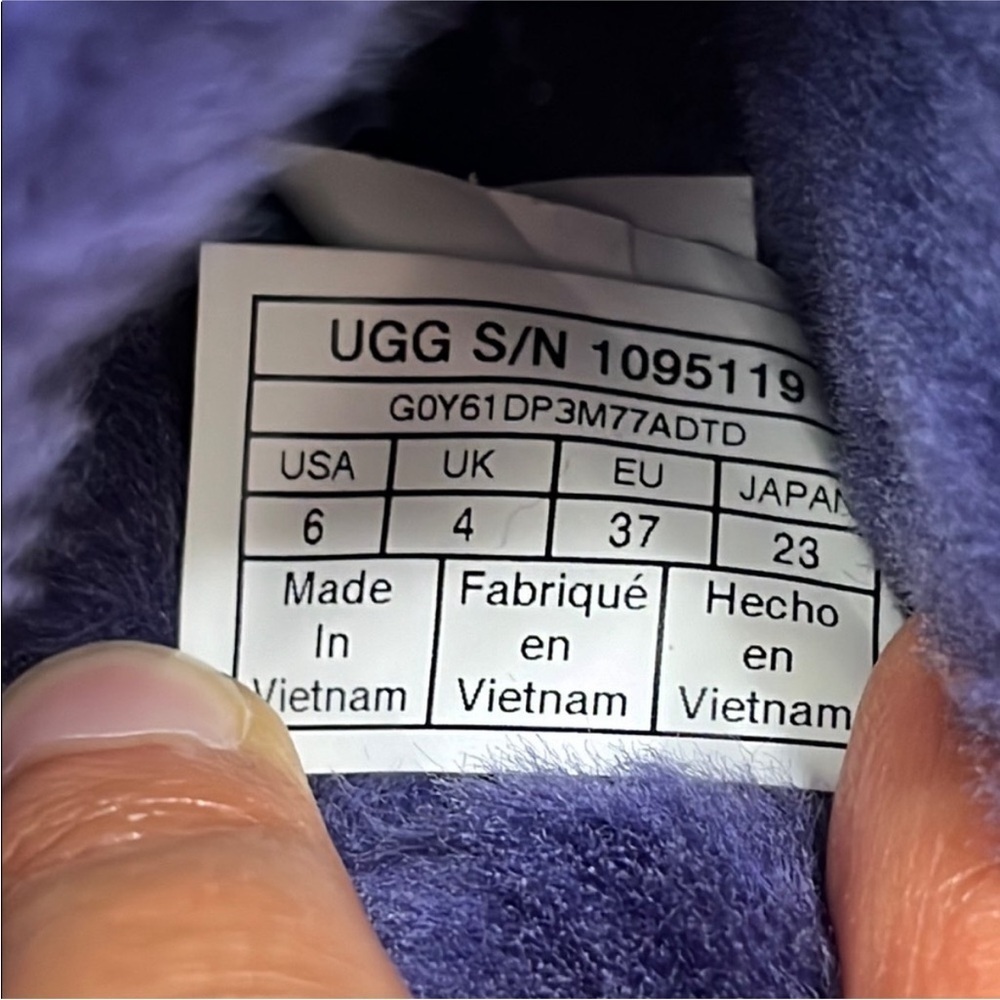 UGG S/N 1095119
G0Y61DP3M77ADTD
USA UK EU JAPAN
6 4 37 23
Made Fabriqué Hecho
In en en
Vietnam Vietnam Vietnam